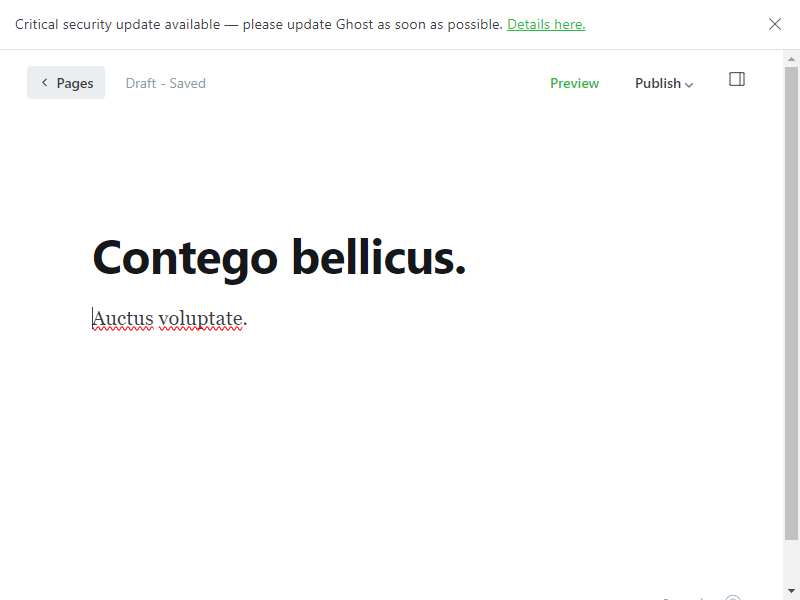 Critical security update available — please update Ghost as soon as possible. Details here.
Pages
Draft - Saved
Preview
Publish
Contego bellicus.
Auctus voluptate.